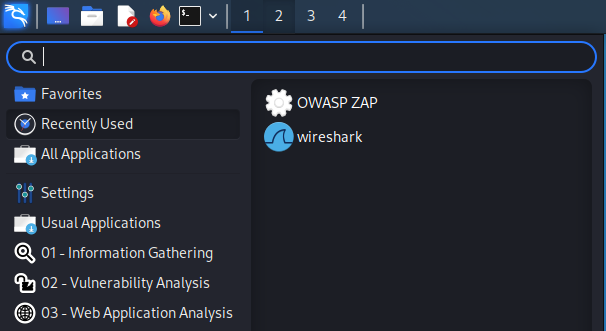 1 2 3 4
Favorites
Recently Used
All Applications
Settings
Usual Applications
01 - Information Gathering
02 - Vulnerability Analysis
03 - Web Application Analysis
OWASP ZAP
wireshark